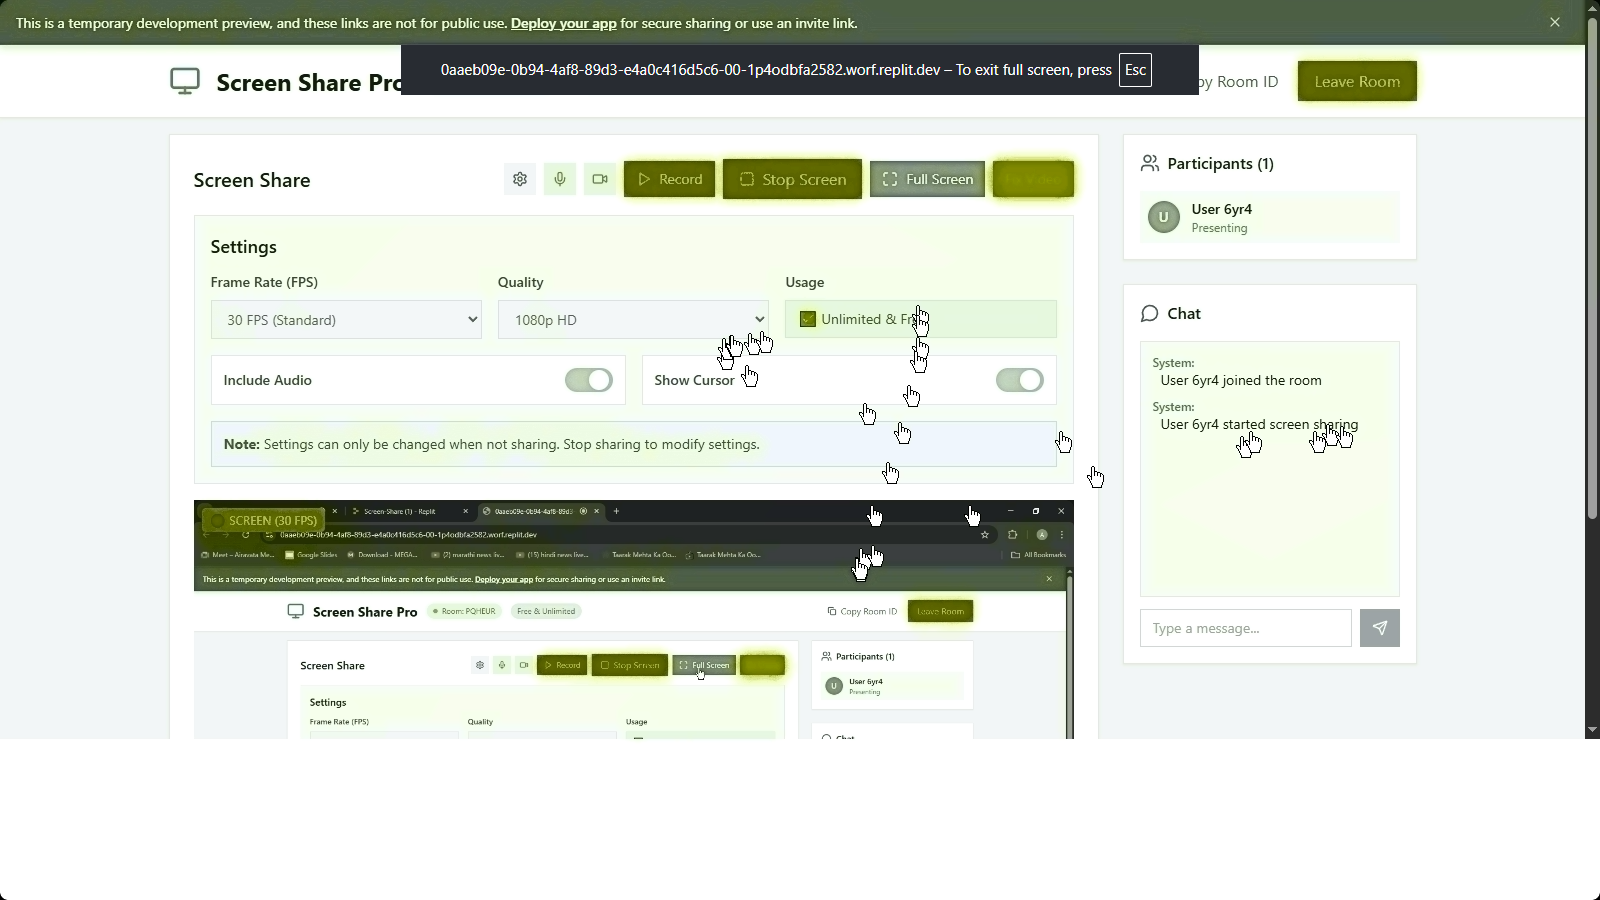 This is a temporary development preview, and these links are not for public use. Deploy your app for secure sharing or use an invite link.
0aaeb09e-0b94-4af8-89d3-e4a0c416d5c6-00-1p4odbfa2582.worf.replit.dev – To exit full screen, press Esc
Screen Share Pro
Room ID
Leave Room
Screen Share
Record
Stop Screen
Full Screen
Participants (1)
U
User 6yr4
Presenting
Settings
Frame Rate (FPS)
Quality
Usage
30 FPS (Standard)
1080p HD
Unlimited &
Include Audio
Show Cursor
Note: Settings can only be changed when not sharing. Stop sharing to modify settings.
Chat
System:
User 6yr4 joined the room
System:
User 6yr4 started screen sharing
Type a message...
SCREEN (30 FPS)
Screen-Share (1) - Replit
0aaeb09e-0b94-4af8-89d3
0aaeb09e-0b94-4af8-89d3-e4a0c416d5c6-00-1p4odbfa2582.worf.replit.dev
Meet – Airavata Me...
Google Slides
Download - MEGA...
(2) marathi news liv...
(15) hindi news live...
Taarak Mehta Ka Oo...
Taarak Mehta Ka Oo...
All Bookmarks
This is a temporary development preview, and these links are not for public use. Deploy your app for secure sharing or use an invite link.
Screen Share Pro
Room: PQHEUR
Free & Unlimited
Copy Room ID
Leave Room
Screen Share
Record
Stop Screen
Full Screen
Participants (1)
U
User 6yr4
Presenting
Settings
Frame Rate (FPS)
Quality
Usage